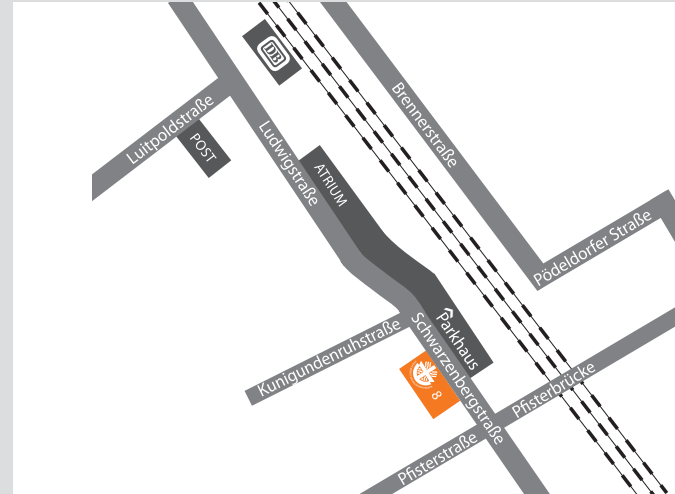 DB
Luitpoldstraße
POST
Ludwigstraße
ATRIUM
Brennerstraße
Pödeldorfer Straße
Parkhaus
Schwarzenbergstraße
Kunigundenruhstraße
8
Pfisterbrücke
Pfisterstraße